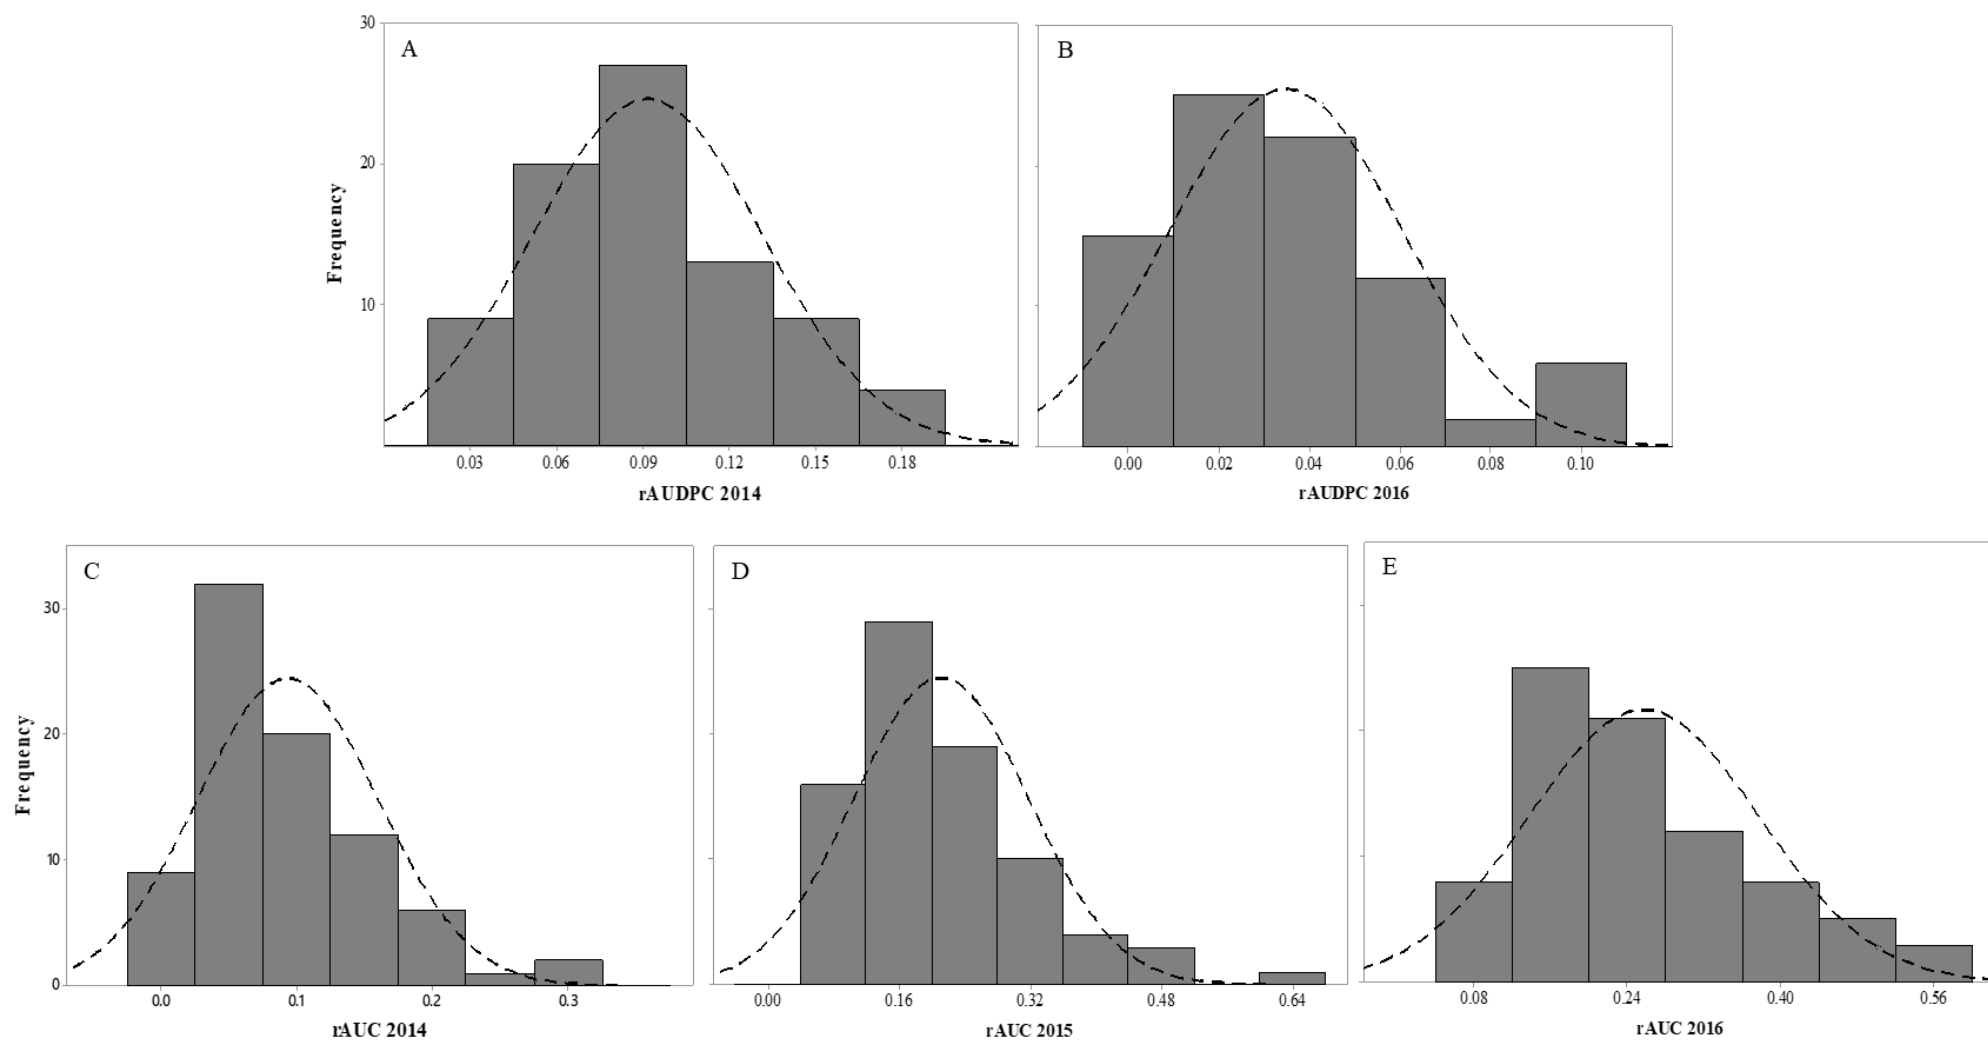 30
A
B
20
Frequency
10
0.03 0.06 0.09 0.12 0.15 0.18
0.00 0.02 0.04 0.06 0.08 0.10
rAUDPC 2014
rAUDPC 2016
C
D
E
30
20
Frequency
10
0
0.0 0.1 0.2 0.3
0.00 0.16 0.32 0.48 0.64
0.08 0.24 0.40 0.56
rAUC 2014
rAUC 2015
rAUC 2016